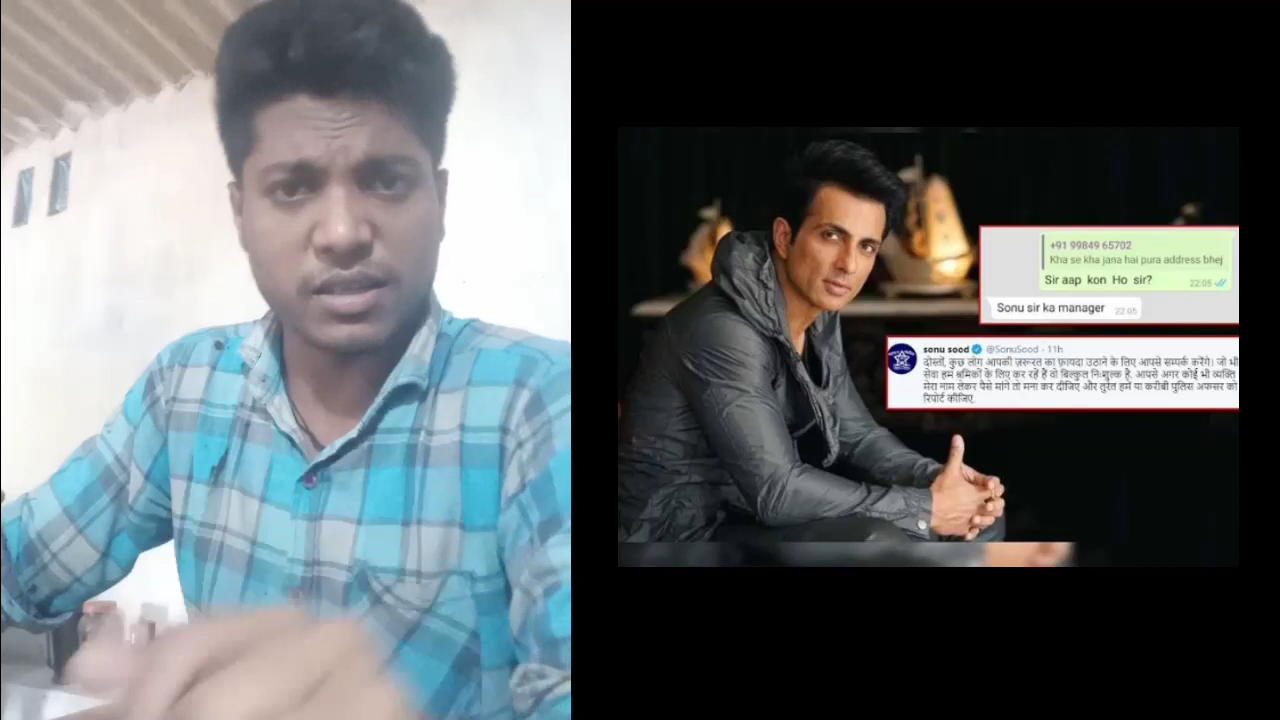 +91 99849 65702
Kha se kha jana hai pura address bhej
Sir aap kon Ho sir?
22:05
Sonu sir ka manager
22:05
sonu sood @SonuSood · 11h
दोस्तों, कुछ लोग आपकी ज़रूरत का फ़ायदा उठाने के लिए आपसे सम्पर्क करेंगे। जो भी
सेवा हम श्रमिकों के लिए कर रहे हैं वो बिल्कुल निःशुल्क है. आपसे अगर कोई भी व्यक्ति
मेरा नाम लेकर पैसे मांगे तो मना कर दीजिए और तुरंत हमें या करीबी पुलिस अफसर को
रिपोर्ट कीजिए.